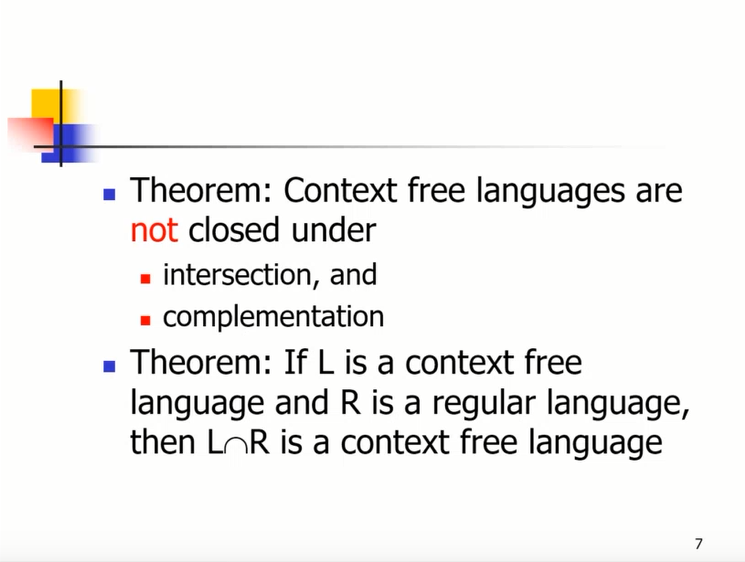 Theorem: Context free languages are
not closed under
intersection, and
complementation
Theorem: If L is a context free
language and R is a regular language,
then L∩R is a context free language
7